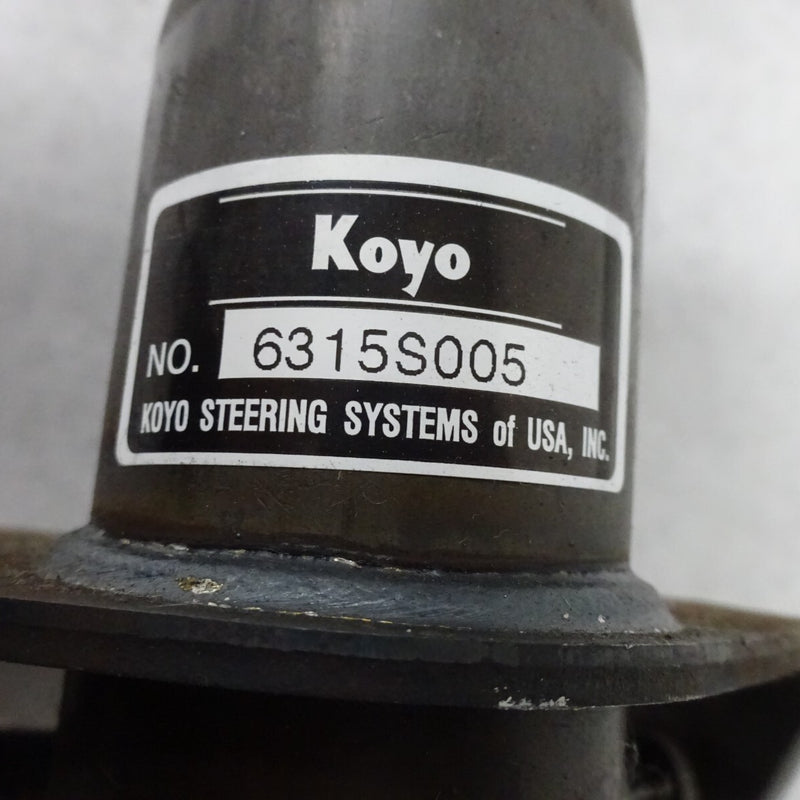 Koyo
NO. 6315S005
KOYO STEERING SYSTEMS of USA, INC.